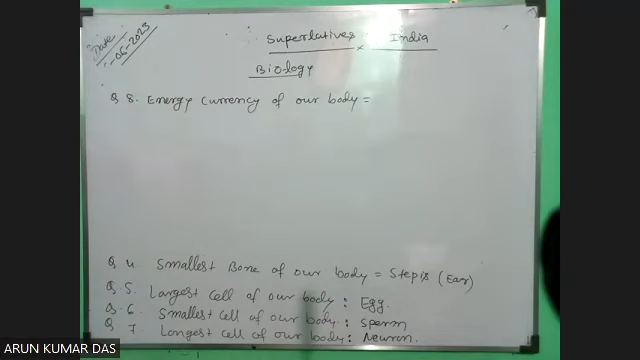 Date
-06-2023
Superlatives x India
Biology
Q 8. Energy Currency of our body =
Q 4. Smallest Bone of our body = Stepix (Ear)
Q 5. Largest Cell of our body : Egg.
Q. 6. Smallest Cell of our body : Sperm
Q 7. Longest Cell of our body : Neuron.
ARUN KUMAR DAS